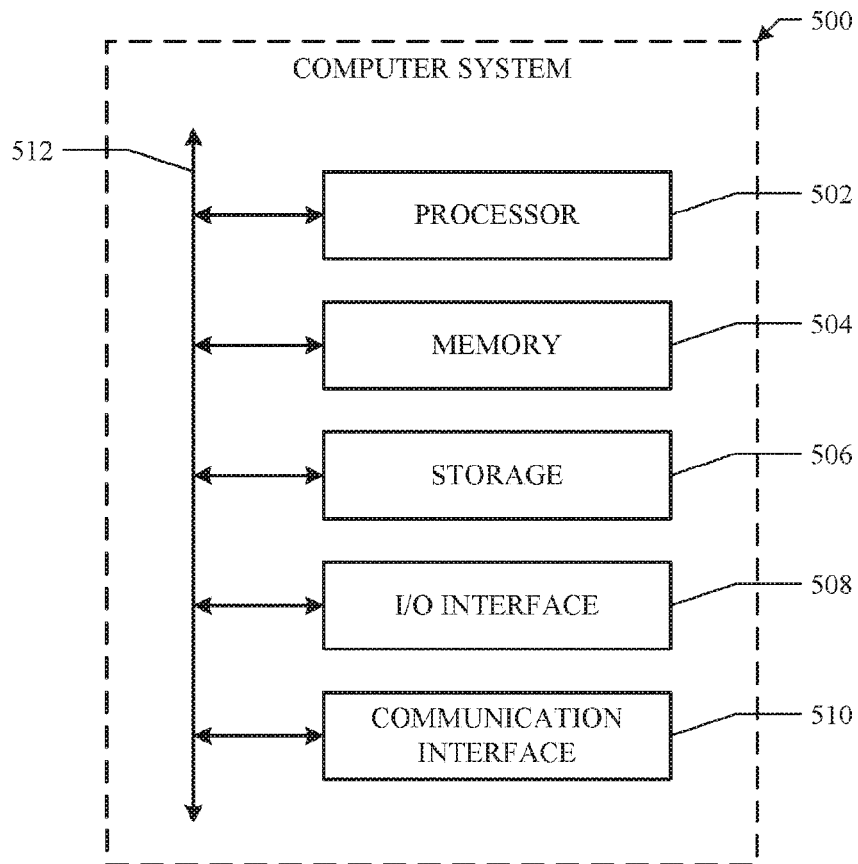 500
COMPUTER SYSTEM
512
PROCESSOR
502
MEMORY
504
STORAGE
506
I/O INTERFACE
508
COMMUNICATION
INTERFACE
510